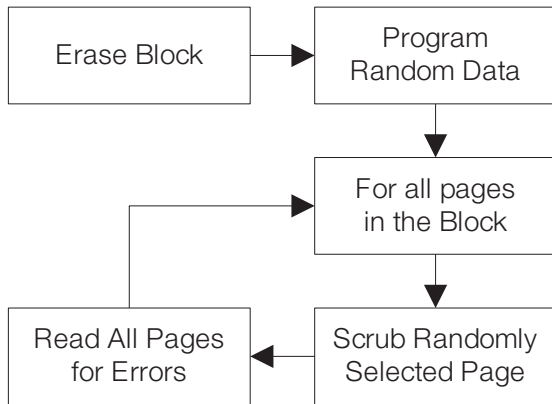 Erase Block
Program
Random Data
For all pages
in the Block
Scrub Randomly
Selected Page
Read All Pages
for Errors